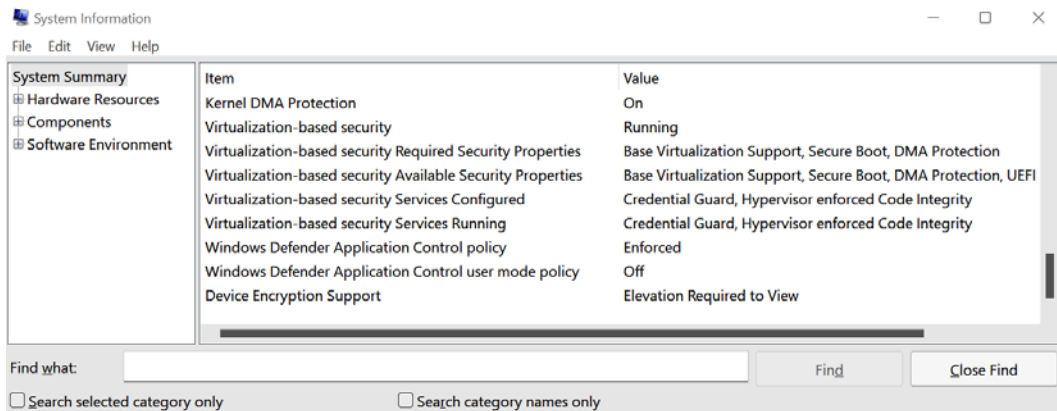 System Information
File Edit View Help
System Summary
Hardware Resources
Components
Software Environment
Item Value
Kernel DMA Protection On
Virtualization-based security Running
Virtualization-based security Required Security Properties Base Virtualization Support, Secure Boot, DMA Protection
Virtualization-based security Available Security Properties Base Virtualization Support, Secure Boot, DMA Protection, UEFI
Virtualization-based security Services Configured Credential Guard, Hypervisor enforced Code Integrity
Virtualization-based security Services Running Credential Guard, Hypervisor enforced Code Integrity
Windows Defender Application Control policy Enforced
Windows Defender Application Control user mode policy Off
Device Encryption Support Elevation Required to View
Find what: Find Close Find
Search selected category only Search category names only